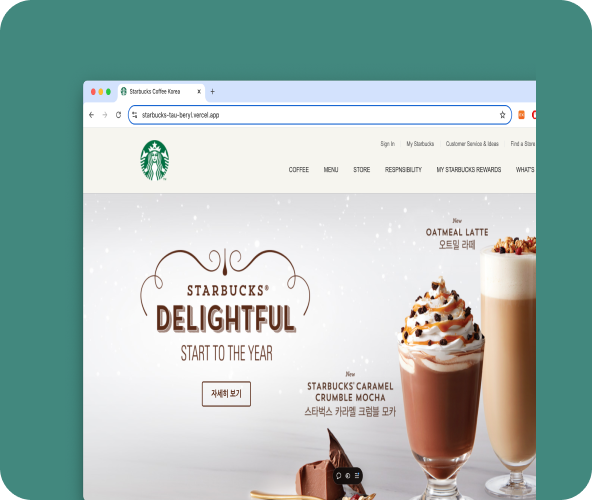 Starbucks Coffee Korea
starbucks-tau-beryl.vercel.app
Sign In
My Starbucks
Customer Service & Ideas
Find a Store
COFFEE
MENU
STORE
RESPNSIBILITY
MY STARBUCKS REWARDS
WHAT'S
New
OATMEAL LATTE
오트밀 라떼
STARBUCKS®
DELIGHTFUL
START TO THE YEAR
자세히 보기
New
STARBUCKS® CARAMEL
CRUMBLE MOCHA
스타벅스 카라멜 크럼블 모카